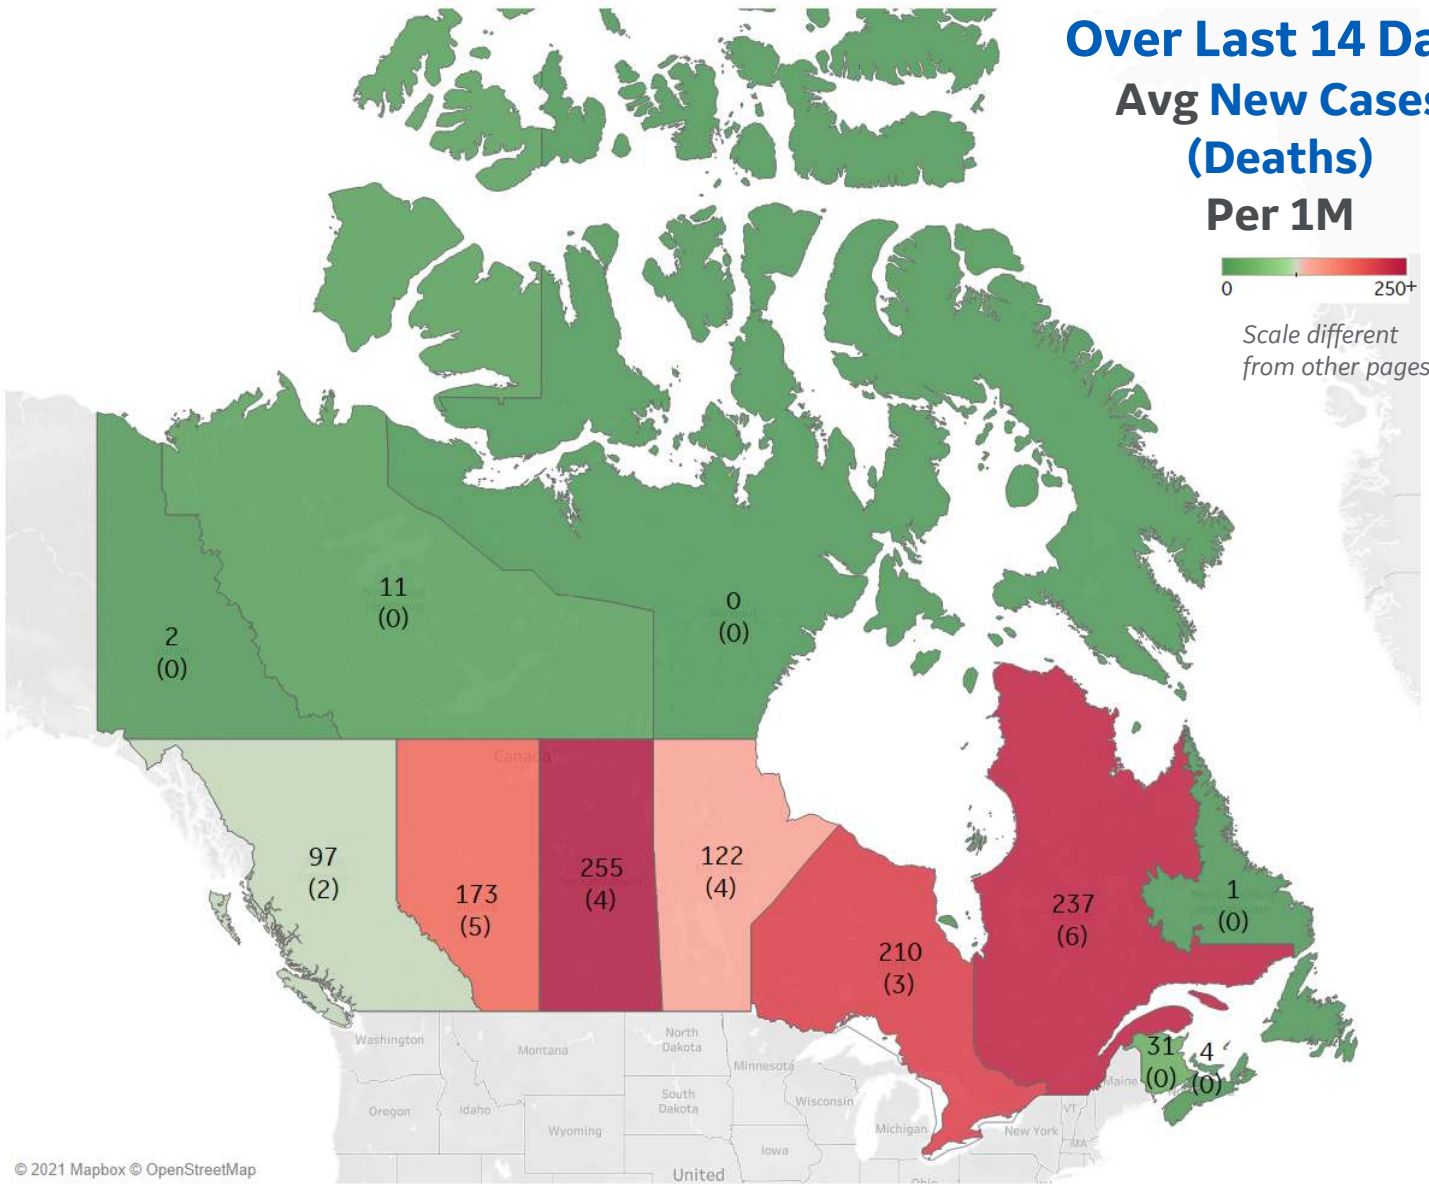 Over Last 14 Da
Avg New Cases
(Deaths)
Per 1M
0
250+
Scale different
from other pages
11
(0)
0
(0)
2
(0)
Canada
97
(2)
173
(5)
255
(4)
122
(4)
237
(6)
1
(0)
210
(3)
31
(0)
4
(0)
Washington
Montana
North
Dakota
Minnesota
Maine
Oregon
Idaho
South
Dakota
Wisconsin
Michigan
New York
VT
MA
Wyoming
Iowa
United
Ohio
© 2021 Mapbox © OpenStreetMap